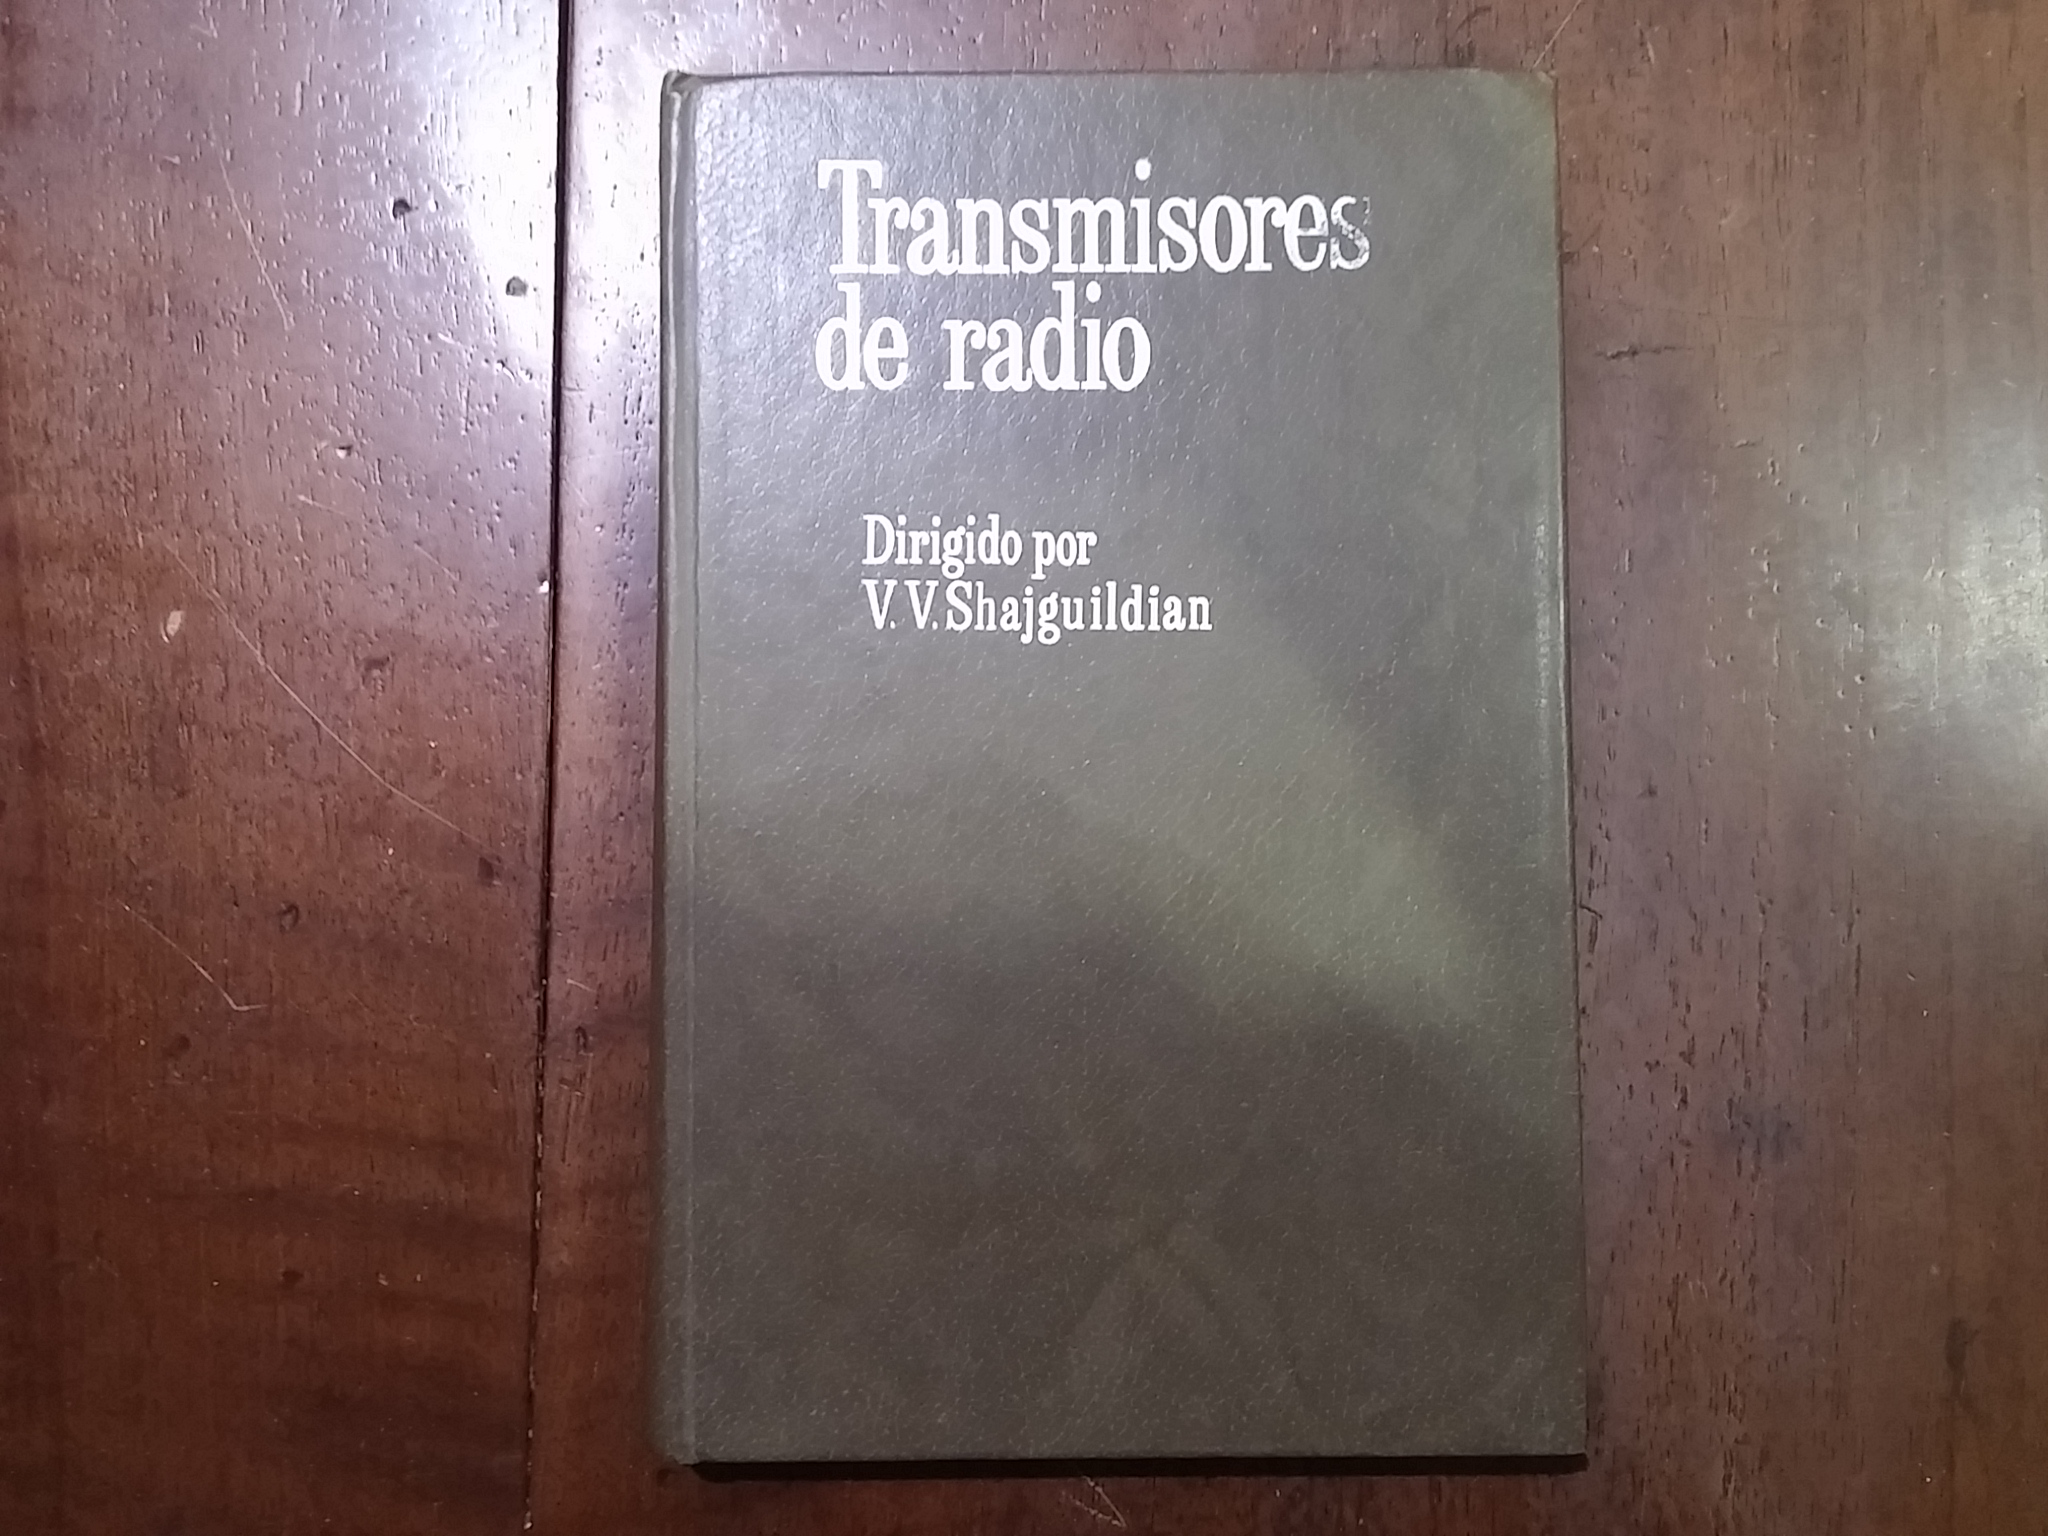 Transmisores
de radio
Dirigido por
V. V. Shajguildian